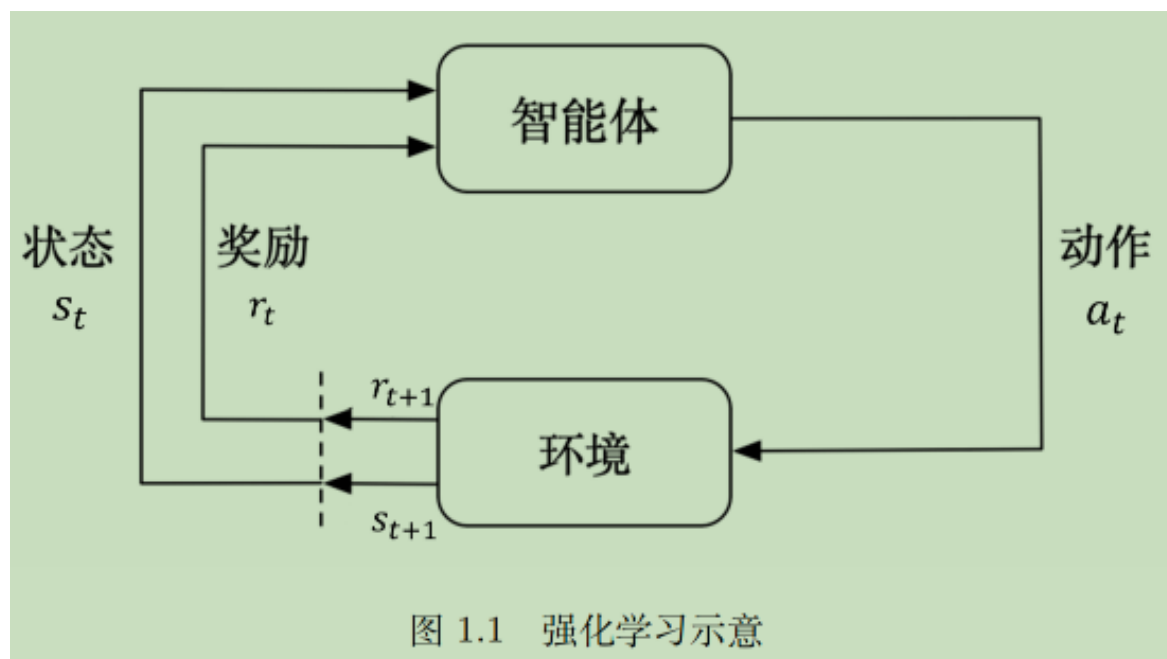 智能体
状态
s_t
奖励
r_t
动作
a_t
r_{t+1}
环境
s_{t+1}
图 1.1 强化学习示意